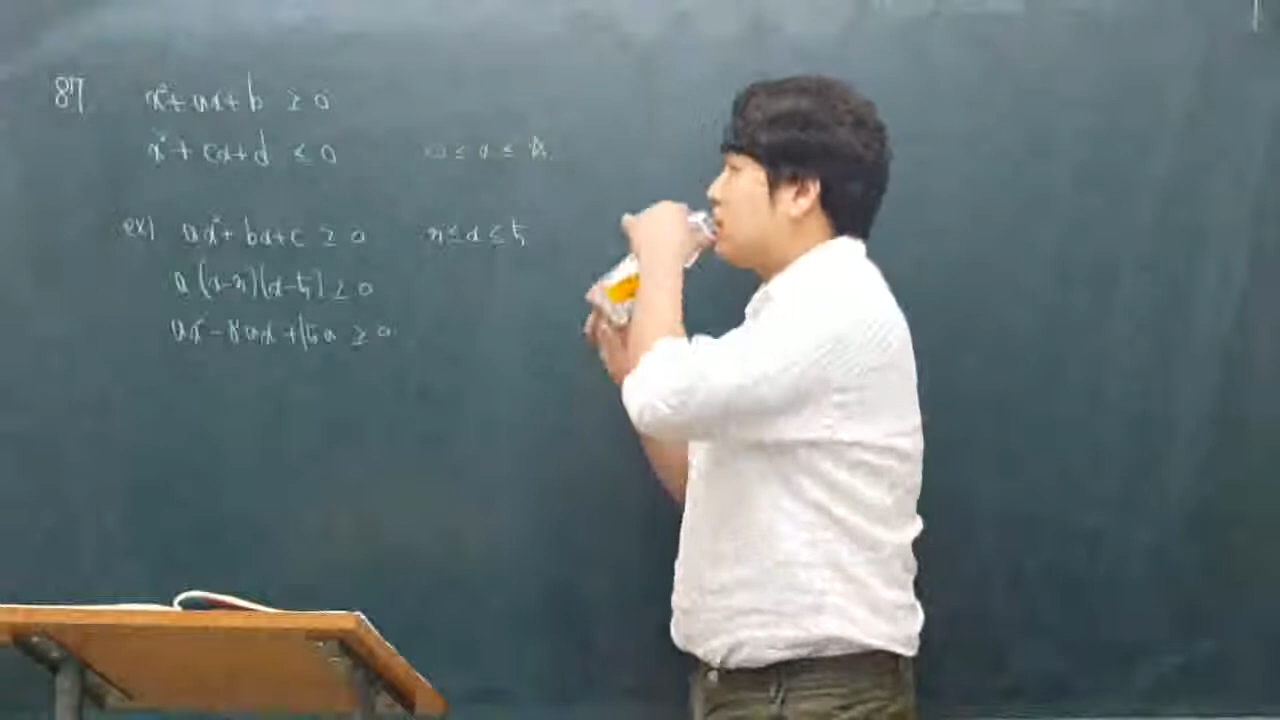 87 x²+ax+b ≥ 0
x²+cx+d ≤ 0
ex) ax²+bx+c ≥ 0 3≤x≤5
a(x-3)(x-5) ≥ 0
ax²-8ax+15a ≥ 0